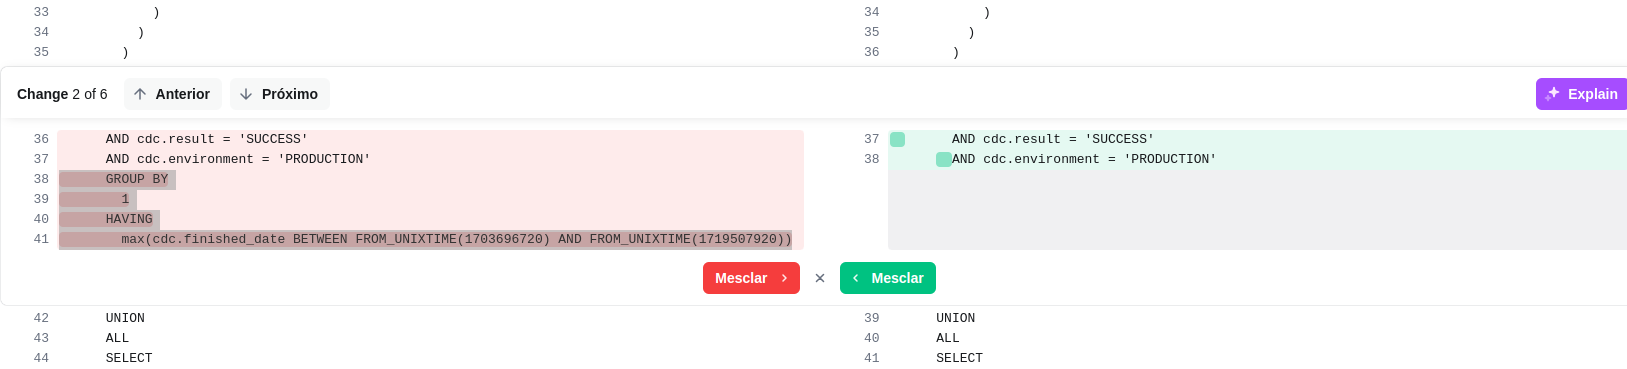 33 ) 34 )
34 ) 35 )
35 ) 36 )
Change 2 of 6 Anterior Próximo Explain
36 AND cdc.result = 'SUCCESS' 37 AND cdc.result = 'SUCCESS'
37 AND cdc.environment = 'PRODUCTION' 38 AND cdc.environment = 'PRODUCTION'
38 GROUP BY
39 1
40 HAVING
41 max(cdc.finished_date BETWEEN FROM_UNIXTIME(1703696720) AND FROM_UNIXTIME(1719507920))
Mesclar Mesclar
42 UNION 39 UNION
43 ALL 40 ALL
44 SELECT 41 SELECT